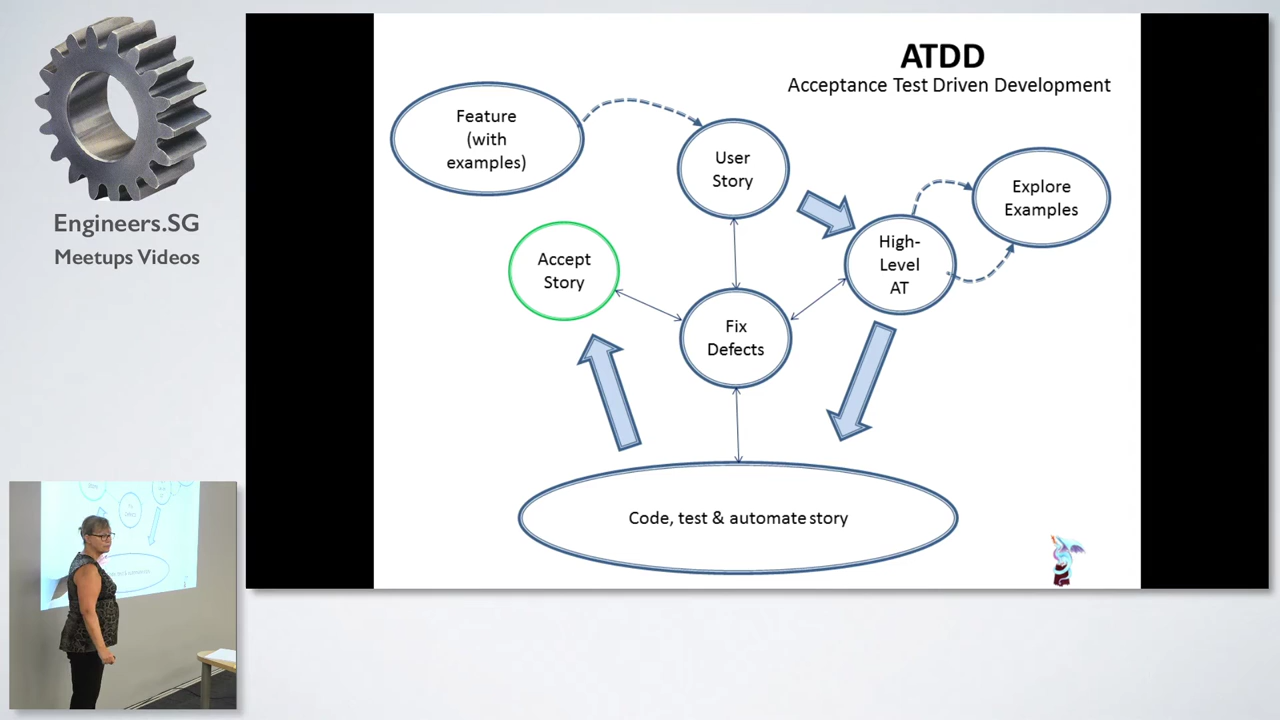 Engineers.SG
Meetups Videos
ATDD
Acceptance Test Driven Development
Feature
(with
examples)
User
Story
Explore
Examples
High-
Level
AT
Accept
Story
Fix
Defects
Code, test & automate story